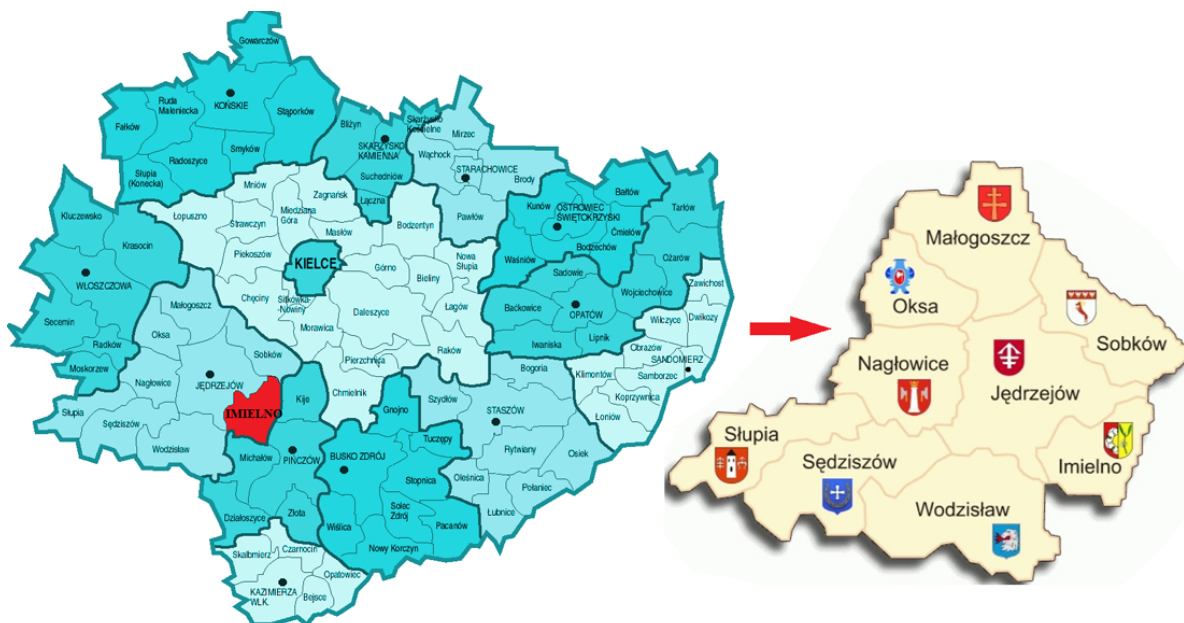 Gowarczów
Ruda
Maleniecka
KOŃSKIE
Stąporków
Fałków
Radoszyce
Smyków
Słupia
(Konecka)
Bliżyn
Skarżysko
Kościelne
SKARŻYSKO
KAMIENNA
Suchedniów
Łączna
Mirzec
Wąchock
STARACHOWICE
Brody
Pawłów
Mniów
Zagnańsk
Łopuszno
Strawczyn
Miedziana
Góra
Masłów
Bodzentyn
Piekoszów
KIELCE
Górno
Bieliny
Nowa
Słupia
Chęciny
Sitkówka-
Nowiny
Daleszyce
Łagów
Morawica
Pierzchnica
Raków
Chmielnik
Kunów
OSTROWIEC
ŚWIĘTOKRZYSKI
Bałtów
Ćmielów
Bodzechów
Waśniów
Tarłów
Ożarów
Sadowie
Wojciechowice
Baćkowice
OPATÓW
Iwaniska
Lipnik
Zawichost
Dwikozy
Wilczyce
Obrazów
SANDOMIERZ
Klimontów
Samborzec
Koprzywnica
Łoniów
Kluczewsko
Krasocin
WŁOSZCZOWA
Secemin
Radków
Moskorzew
Małogoszcz
Oksa
Sobków
Nagłowice
JĘDRZEJÓW
IMIELNO
Słupia
Sędziszów
Wodzisław
Kije
Michałów
PIŃCZÓW
Działoszyce
Złota
Gnojno
BUSKO ZDRÓJ
Tuczępy
Stopnica
Solec
Zdrój
Pacanów
Wiślica
Nowy Korczyn
Bogoria
Szydłów
STASZÓW
Rytwiany
Osiek
Oleśnica
Połaniec
Łubnice
Skalbmierz
Czarnocin
Opatowiec
KAZIMIERZA
WLK.
Bejsce
Małogoszcz
Oksa
Sobków
Nagłowice
Jędrzejów
Słupia
Sędziszów
Imielno
Wodzisław